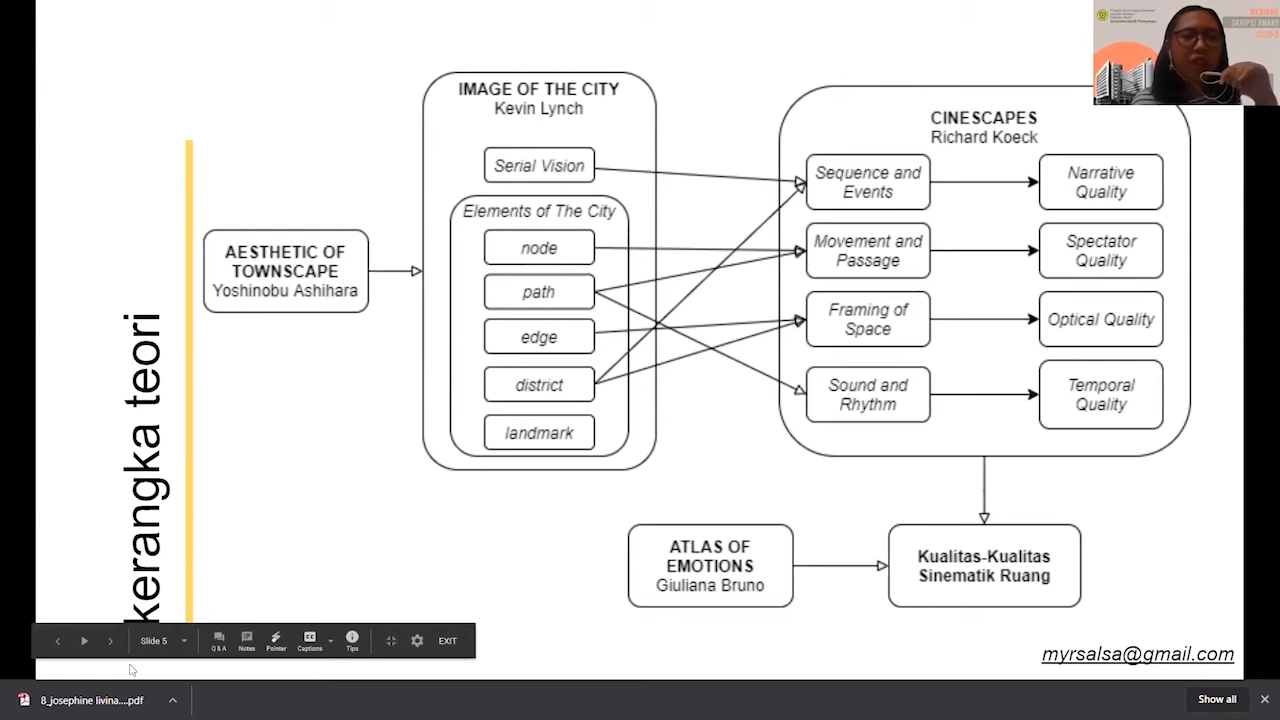 WEBINAR
SKRIPSI AWARD
kerangka teori
AESTHETIC OF
TOWNSCAPE
Yoshinobu Ashihara
IMAGE OF THE CITY
Kevin Lynch
Serial Vision
Elements of The City
node
path
edge
district
landmark
CINESCAPES
Richard Koeck
Sequence and
Events
Narrative
Quality
Movement and
Passage
Spectator
Quality
Framing of
Space
Optical Quality
Sound and
Rhythm
Temporal
Quality
ATLAS OF
EMOTIONS
Giuliana Bruno
Kualitas-Kualitas
Sinematik Ruang
myrsalsa@gmail.com
Slide 5
Q & A
Notes
Pointer
Captions
Tips
EXIT
8_josephine livina....pdf
Show all